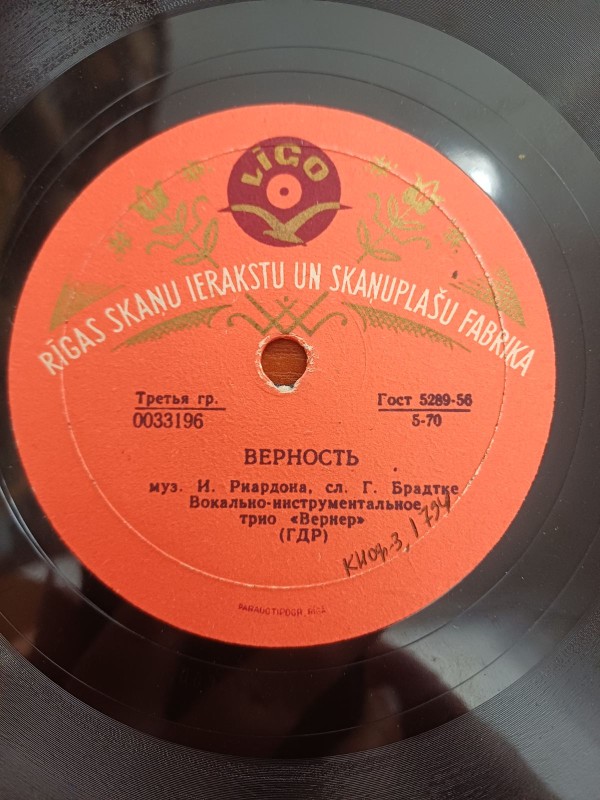 LĪGO
RĪGAS SKAŅU IERAKSTU UN SKAŅUPLAŠU FABRIKA
Третья гр.
0033196
Гост 5289-56
5-70
ВЕРНОСТЬ
муз. И. Риардона, сл. Г. Брадтке
Вокально-инструментальное
трио «Вернер»
(ГДР)